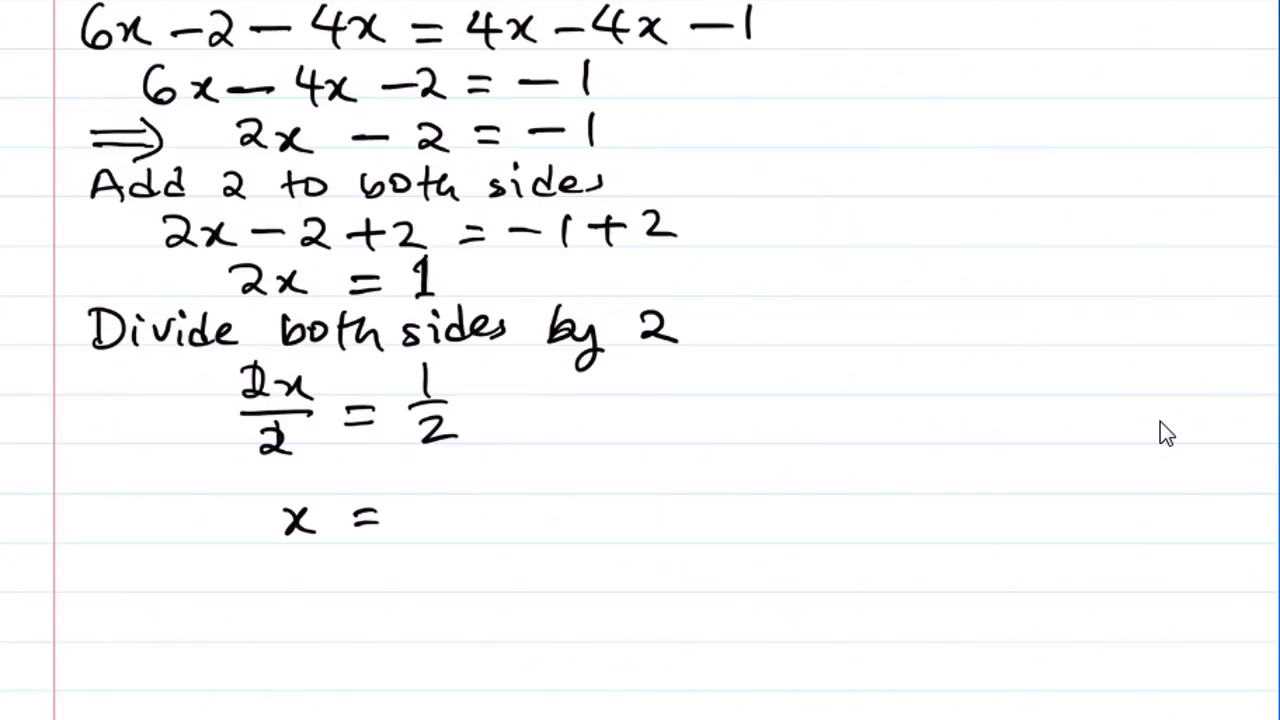 6x - 2 - 4x = 4x - 4x - 1
6x - 4x - 2 = - 1
⟹ 2x - 2 = - 1
Add 2 to both sides
2x - 2 + 2 = - 1 + 2
2x = 1
Divide both sides by 2
2x/2 = 1/2
x =